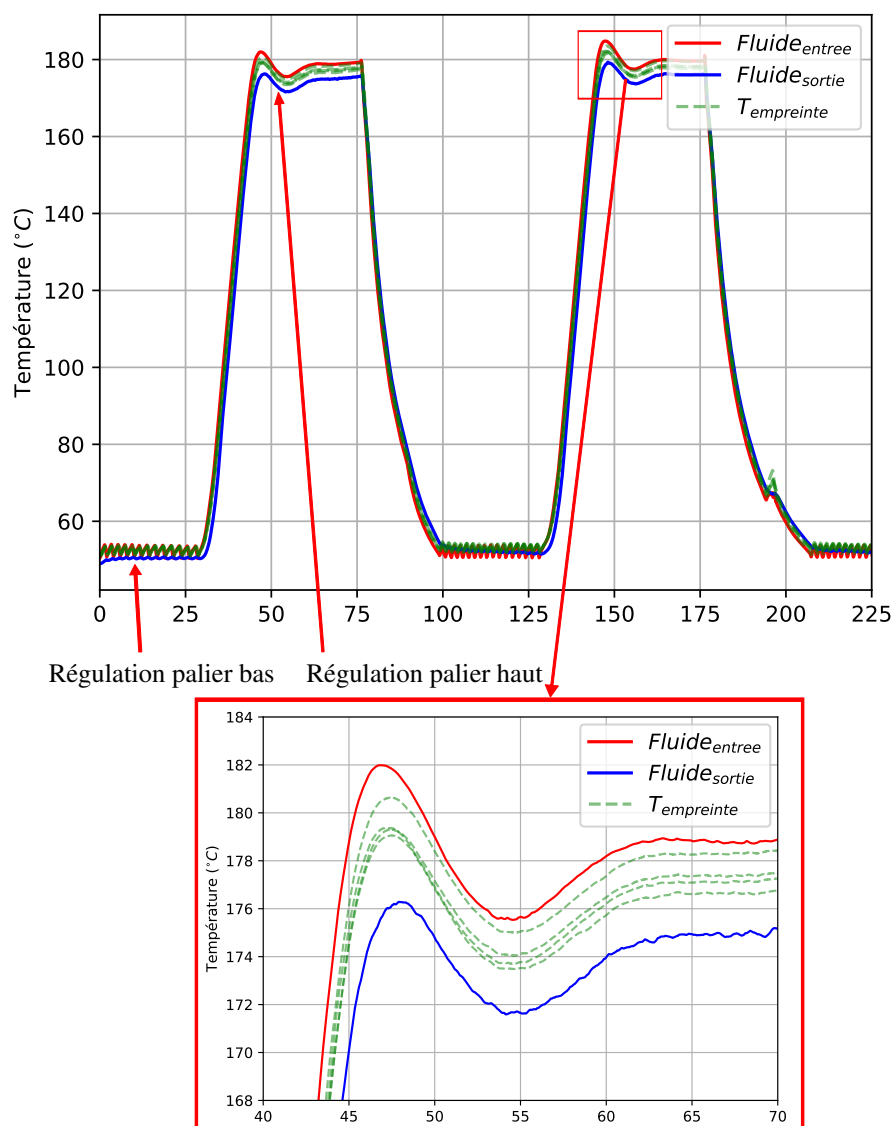 180
160
140
120
100
80
60
Température (°C)
Fluide_entree
Fluide_sortie
T_empreinte
0 25 50 75 100 125 150 175 200 225
Régulation palier bas Régulation palier haut
184
182
180
178
176
174
172
170
168
Température (°C)
Fluide_entree
Fluide_sortie
T_empreinte
40 45 50 55 60 65 70